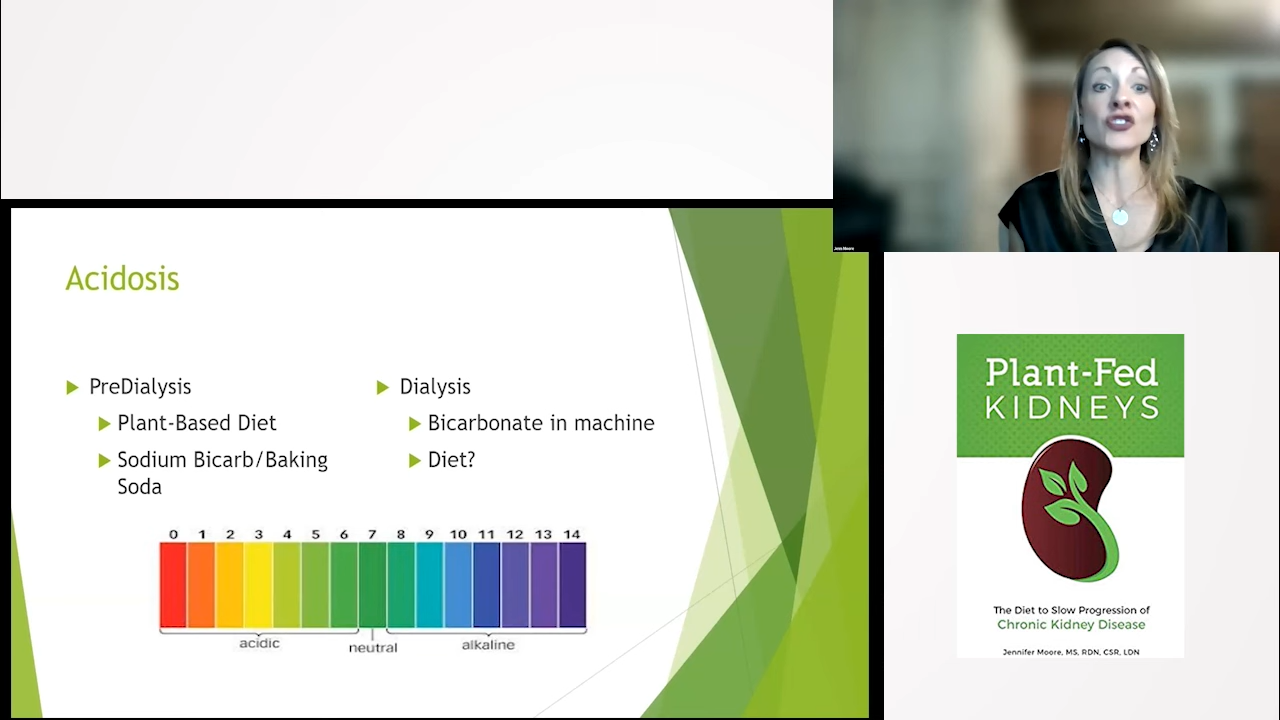 Jenn Moore
Acidosis
PreDialysis
Plant-Based Diet
Sodium Bicarb/Baking
Soda
Dialysis
Bicarbonate in machine
Diet?
0 1 2 3 4 5 6 7 8 9 10 11 12 13 14
acidic
neutral
alkaline
Plant-Fed
KIDNEYS
The Diet to Slow Progression of
Chronic Kidney Disease
Jennifer Moore, MS, RDN, CSR, LDN